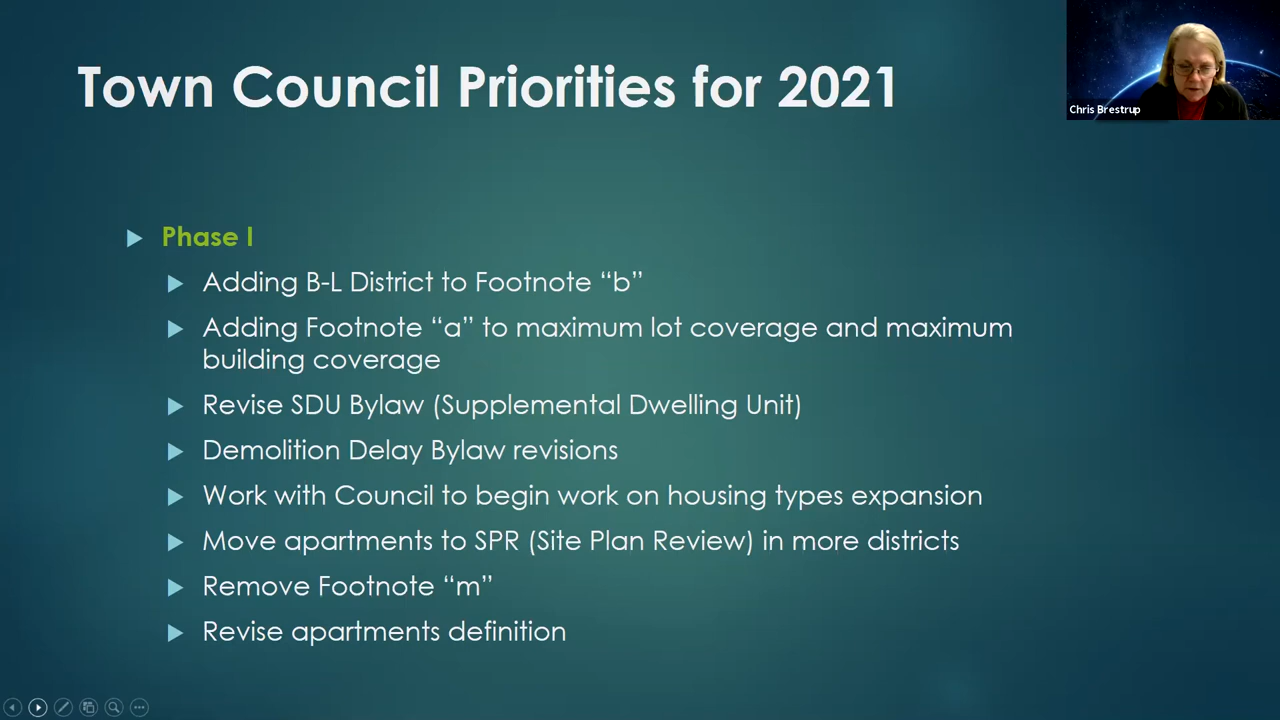 Town Council Priorities for 2021
Chris Brestrup
Phase I
Adding B-L District to Footnote “b”
Adding Footnote “a” to maximum lot coverage and maximum
building coverage
Revise SDU Bylaw (Supplemental Dwelling Unit)
Demolition Delay Bylaw revisions
Work with Council to begin work on housing types expansion
Move apartments to SPR (Site Plan Review) in more districts
Remove Footnote “m”
Revise apartments definition